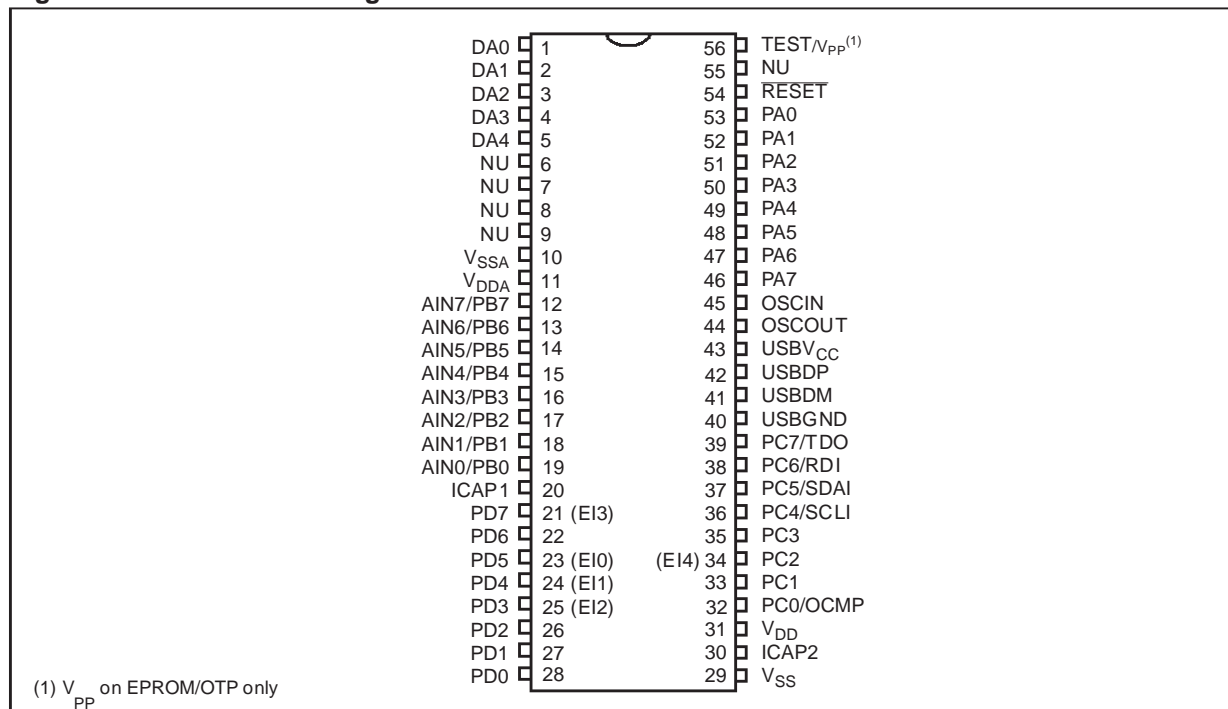 DA0 1 56 TEST/VPP(1)
DA1 2 55 NU
DA2 3 54 RESET
DA3 4 53 PA0
DA4 5 52 PA1
NU 6 51 PA2
NU 7 50 PA3
NU 8 49 PA4
NU 9 48 PA5
VSSA 10 47 PA6
VDDA 11 46 PA7
AIN7/PB7 12 45 OSCIN
AIN6/PB6 13 44 OSCOUT
AIN5/PB5 14 43 USBVCC
AIN4/PB4 15 42 USBDP
AIN3/PB3 16 41 USBDM
AIN2/PB2 17 40 USBGND
AIN1/PB1 18 39 PC7/TDO
AIN0/PB0 19 38 PC6/RDI
ICAP1 20 37 PC5/SDAI
PD7 21 (EI3) 36 PC4/SCLI
PD6 22 35 PC3
PD5 23 (EI0) (EI4) 34 PC2
PD4 24 (EI1) 33 PC1
PD3 25 (EI2) 32 PC0/OCMP
PD2 26 31 VDD
PD1 27 30 ICAP2
PD0 28 29 VSS
(1) VPP on EPROM/OTP only